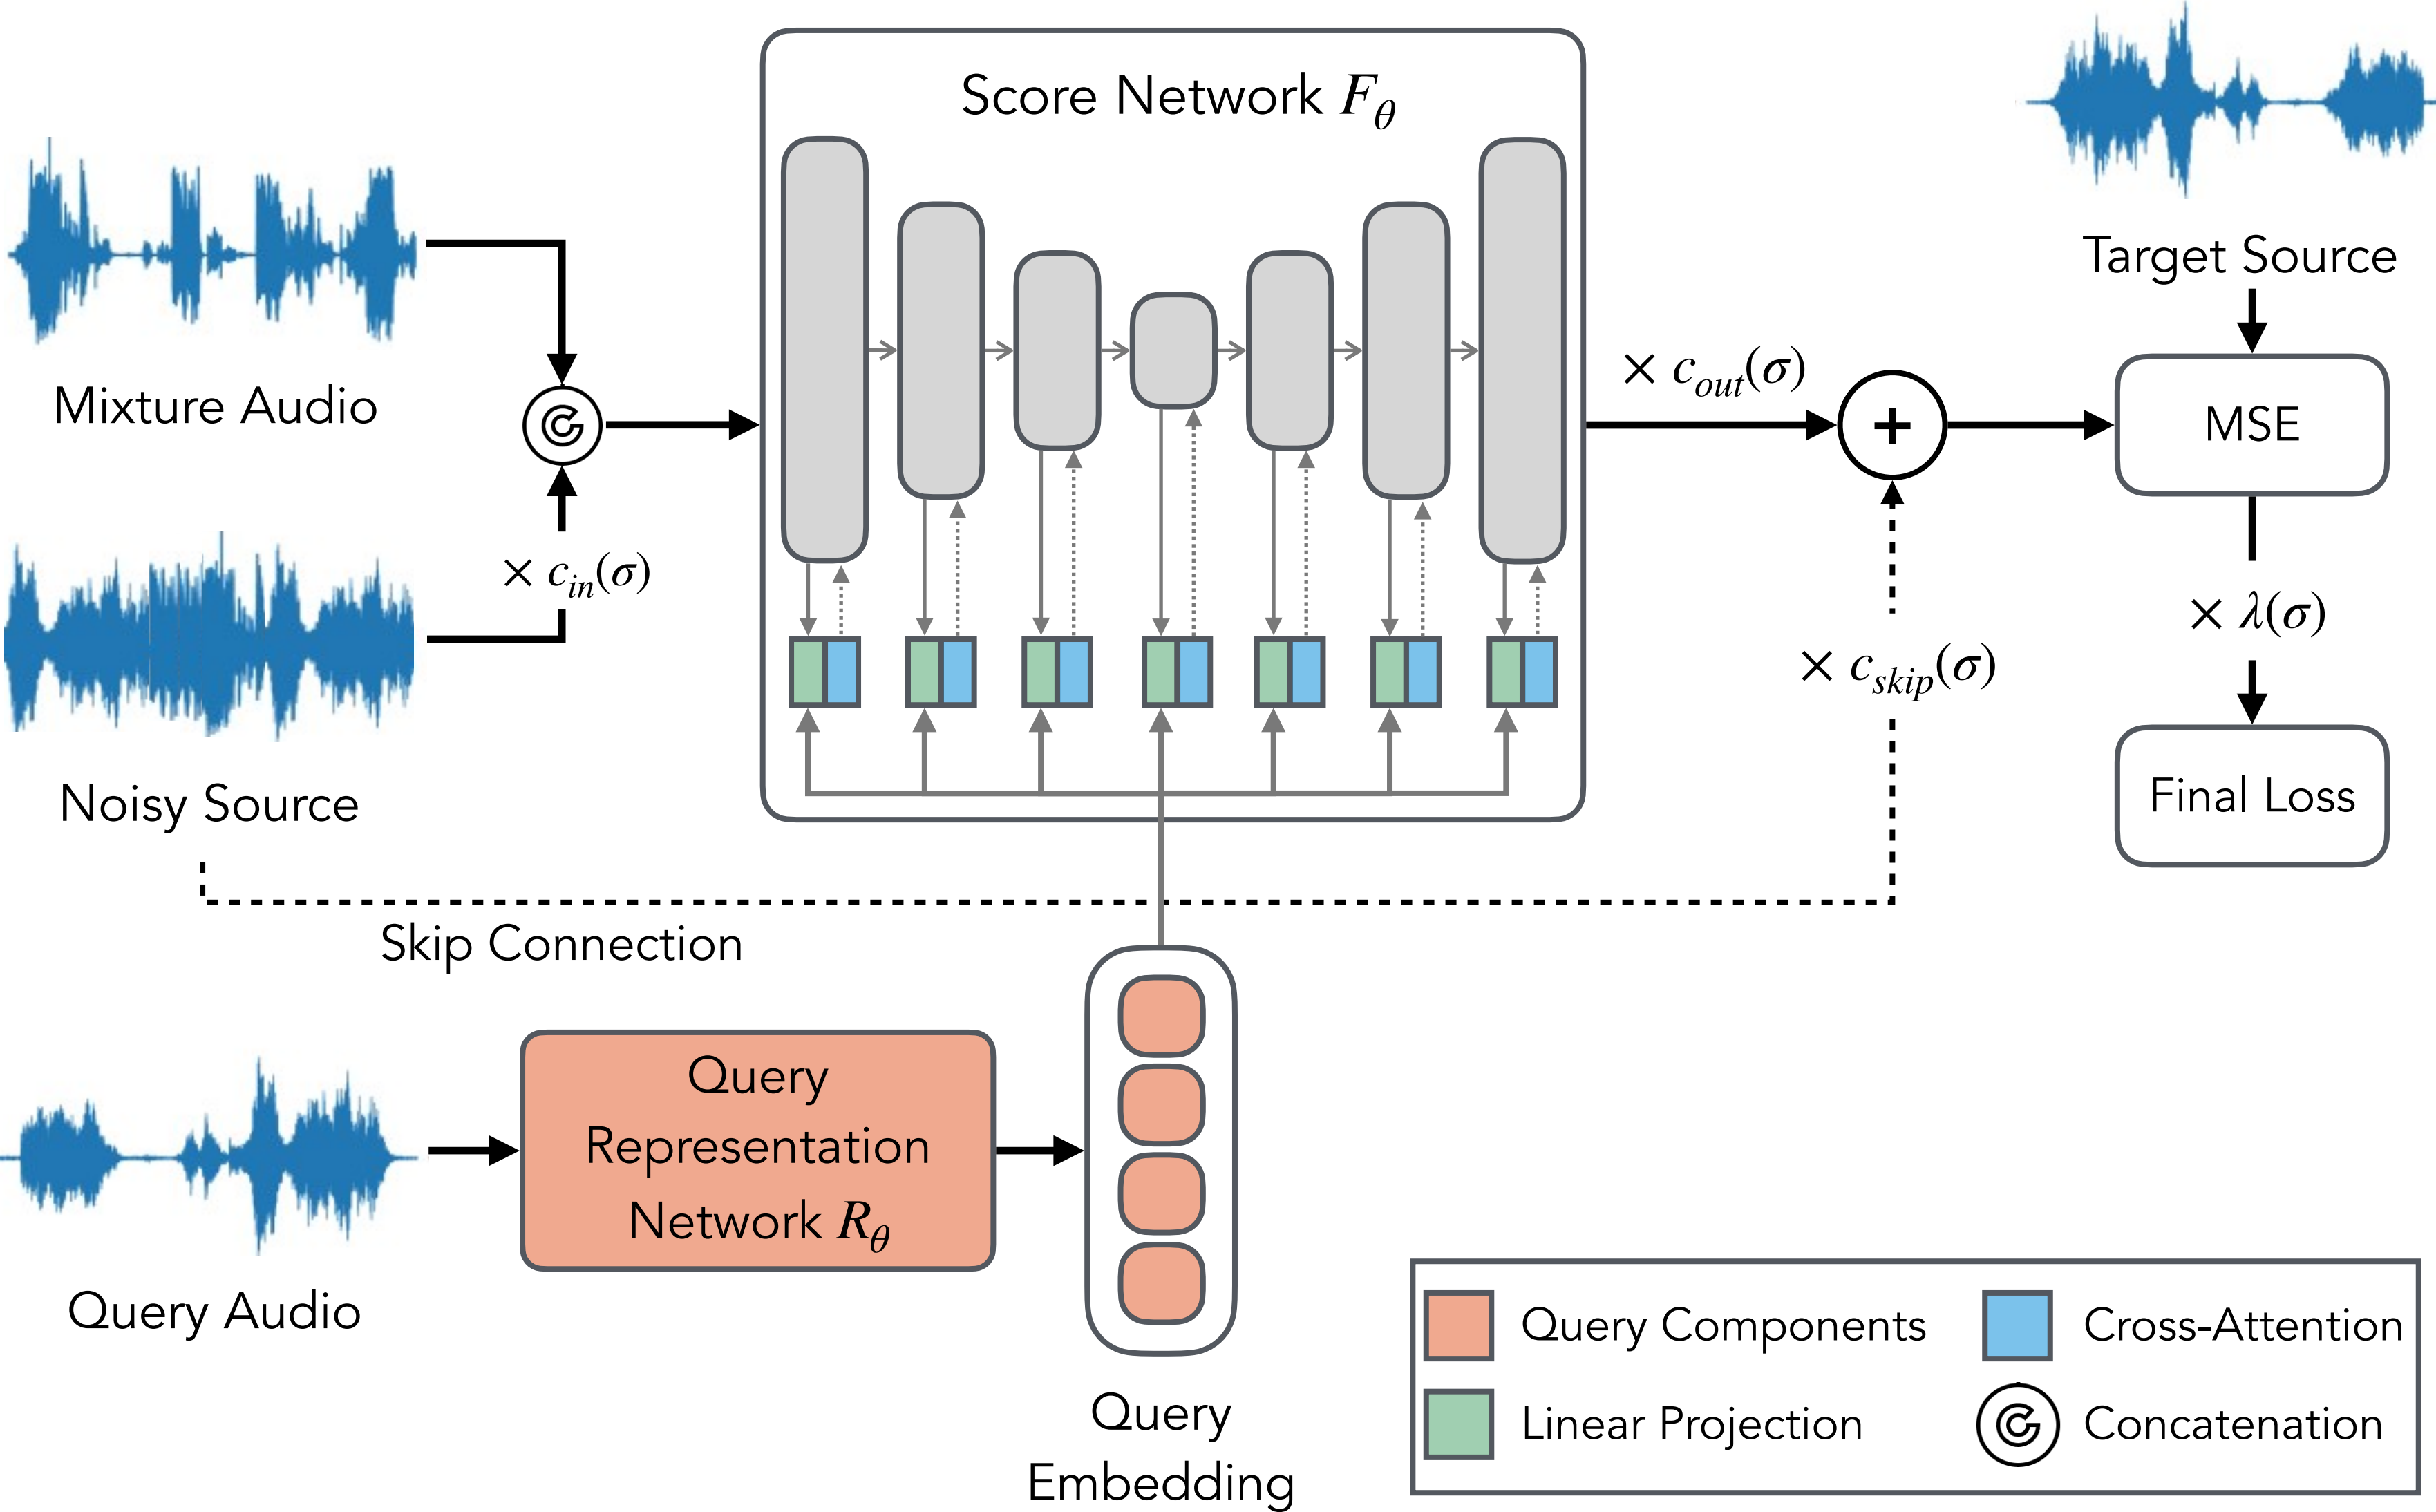 Score Network Fθ
Mixture Audio
× cin(σ)
Noisy Source
× cout(σ)
+
Target Source
MSE
× λ(σ)
× cskip(σ)
Final Loss
Skip Connection
Query
Representation
Network Rθ
Query Audio
Query
Embedding
Query Components
Cross-Attention
Linear Projection
Concatenation